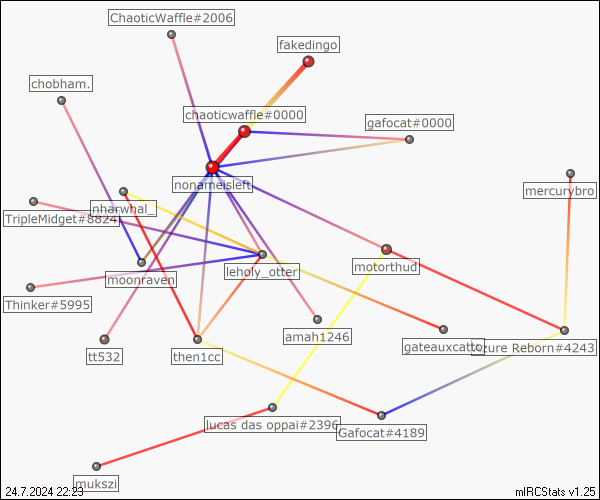 ChaoticWaffle#2006
fakedingo
chobham.
chaoticwaffle#0000
gafocat#0000
nonameisleft
mercurybro
nharwhal_
TripleMidget#8824
leholy_otter
motorthud
moonraven
Thinker#5995
amah1246
gateauxcatto
Azure Reborn#4243
tt532
then1cc
lucas das oppai#2396
Gafocat#4189
mukszi
24.7.2024 22:23
mIRCStats v1.25